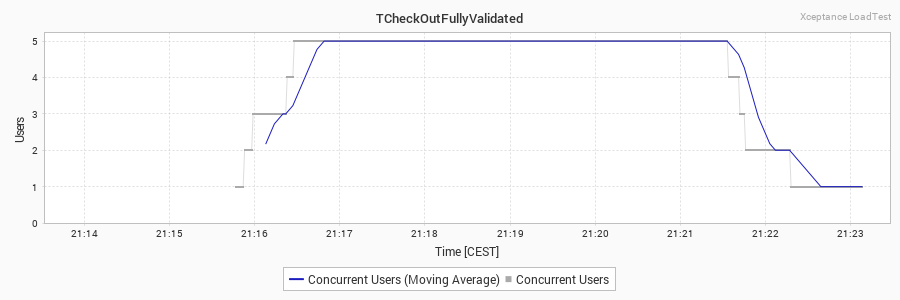 TCheckOutFullyValidated
Xceptance LoadTest
Users
5
4
3
2
1
0
21:14 21:15 21:16 21:17 21:18 21:19 21:20 21:21 21:22 21:23
Time [CEST]
Concurrent Users (Moving Average) Concurrent Users